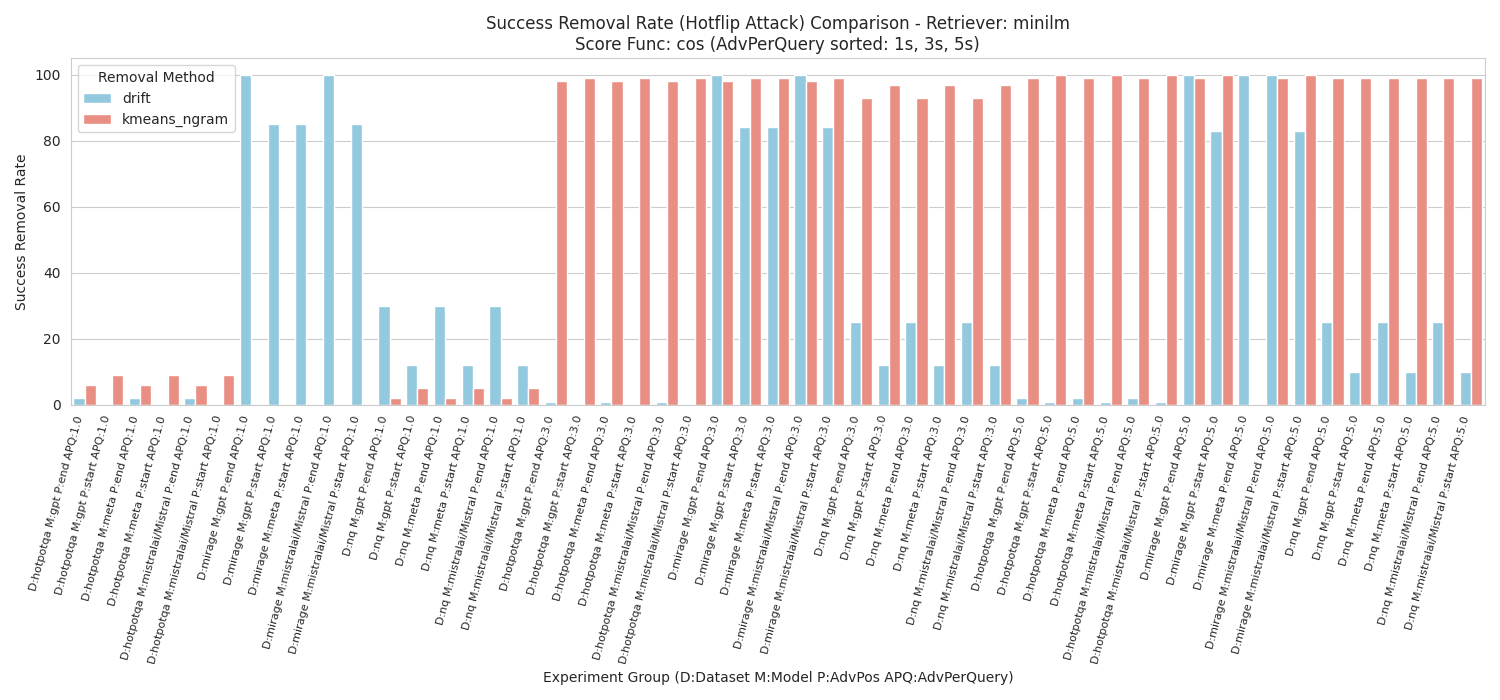 Success Removal Rate (Hotflip Attack) Comparison - Retriever: minilm
Score Func: cos (AdvPerQuery sorted: 1s, 3s, 5s)
Removal Method
drift
kmeans_ngram
Success Removal Rate
100
80
60
40
20
0
D:hotpotqa M:gpt P:end APQ:1.0
D:hotpotqa M:gpt P:start APQ:1.0
D:hotpotqa M:meta P:end APQ:1.0
D:hotpotqa M:meta P:start APQ:1.0
D:hotpotqa M:mistralai/Mistral P:end APQ:1.0
D:hotpotqa M:mistralai/Mistral P:start APQ:1.0
D:mirage M:gpt P:end APQ:1.0
D:mirage M:gpt P:start APQ:1.0
D:mirage M:meta P:start APQ:1.0
D:mirage M:mistralai/Mistral P:end APQ:1.0
D:mirage M:mistralai/Mistral P:start APQ:1.0
D:nq M:gpt P:end APQ:1.0
D:nq M:gpt P:start APQ:1.0
D:nq M:meta P:end APQ:1.0
D:nq M:meta P:start APQ:1.0
D:nq M:mistralai/Mistral P:end APQ:1.0
D:nq M:mistralai/Mistral P:start APQ:1.0
D:hotpotqa M:gpt P:end APQ:3.0
D:hotpotqa M:gpt P:start APQ:3.0
D:hotpotqa M:meta P:end APQ:3.0
D:hotpotqa M:meta P:start APQ:3.0
D:hotpotqa M:mistralai/Mistral P:end APQ:3.0
D:hotpotqa M:mistralai/Mistral P:start APQ:3.0
D:mirage M:gpt P:end APQ:3.0
D:mirage M:gpt P:start APQ:3.0
D:mirage M:meta P:start APQ:3.0
D:mirage M:mistralai/Mistral P:end APQ:3.0
D:mirage M:mistralai/Mistral P:start APQ:3.0
D:nq M:gpt P:end APQ:3.0
D:nq M:gpt P:start APQ:3.0
D:nq M:meta P:end APQ:3.0
D:nq M:meta P:start APQ:3.0
D:nq M:mistralai/Mistral P:end APQ:3.0
D:nq M:mistralai/Mistral P:start APQ:3.0
D:hotpotqa M:gpt P:end APQ:5.0
D:hotpotqa M:gpt P:start APQ:5.0
D:hotpotqa M:meta P:end APQ:5.0
D:hotpotqa M:meta P:start APQ:5.0
D:hotpotqa M:mistralai/Mistral P:end APQ:5.0
D:hotpotqa M:mistralai/Mistral P:start APQ:5.0
D:mirage M:gpt P:end APQ:5.0
D:mirage M:gpt P:start APQ:5.0
D:mirage M:meta P:end APQ:5.0
D:mirage M:mistralai/Mistral P:end APQ:5.0
D:mirage M:mistralai/Mistral P:start APQ:5.0
D:nq M:gpt P:end APQ:5.0
D:nq M:gpt P:start APQ:5.0
D:nq M:meta P:end APQ:5.0
D:nq M:meta P:start APQ:5.0
D:nq M:mistralai/Mistral P:end APQ:5.0
D:nq M:mistralai/Mistral P:start APQ:5.0
Experiment Group (D:Dataset M:Model P:AdvPos APQ:AdvPerQuery)